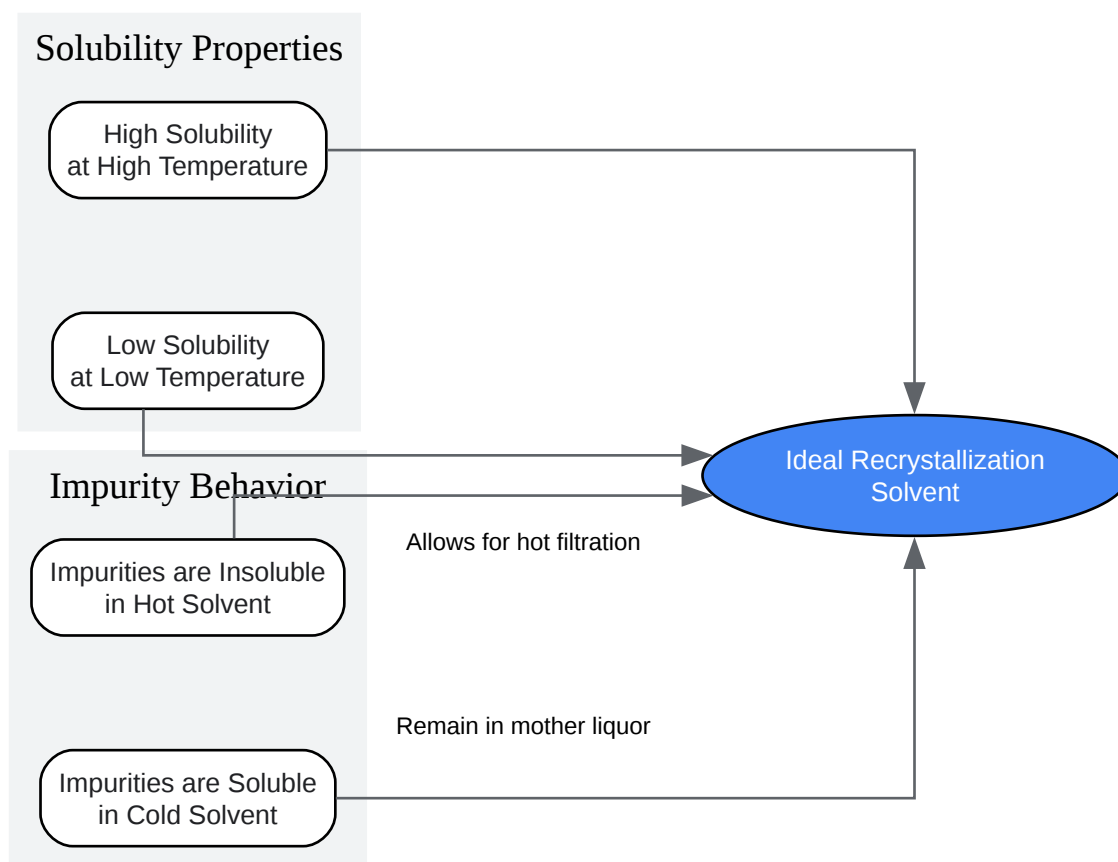 Solubility Properties
High Solubility
at High Temperature
Low Solubility
at Low Temperature
Ideal Recrystallization
Solvent
Impurity Behavior
Allows for hot filtration
Impurities are Insoluble
in Hot Solvent
Remain in mother liquor
Impurities are Soluble
in Cold Solvent